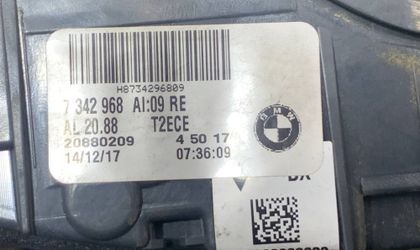 H8734296809
7 342 968 AI:09 RE
AL 20.88 T2ECE
20880209 4 50 17
14/12/17 07:36:09
BMW
DX